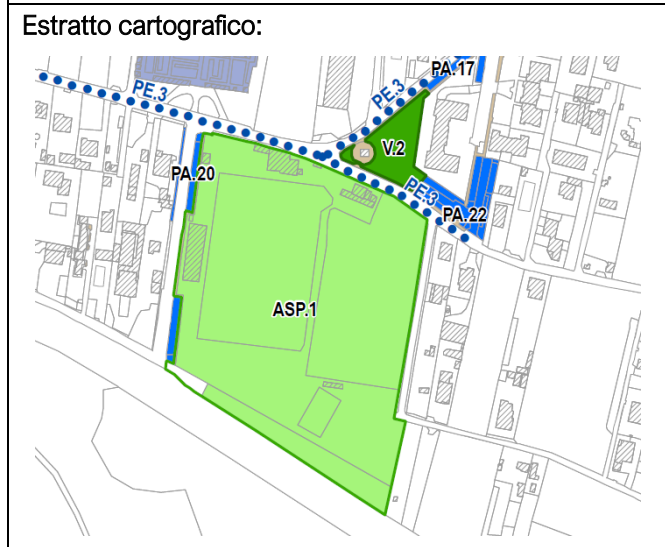 Estratto cartografico:
PA.17
PE.3
PE.3
V.2
PA.20
PE.3
PA.22
ASP.1